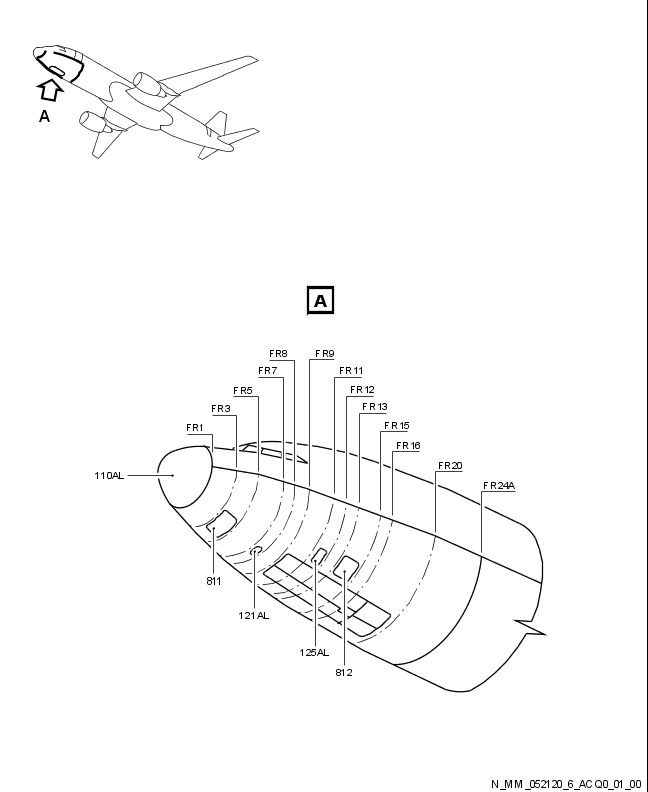 A
A
FR8
FR9
FR7
FR11
FR5
FR12
FR3
FR13
FR1
FR15
FR16
FR20
110AL
FR24A
811
121AL
125AL
812
N_MM_052120_6_ACQ0_01_00